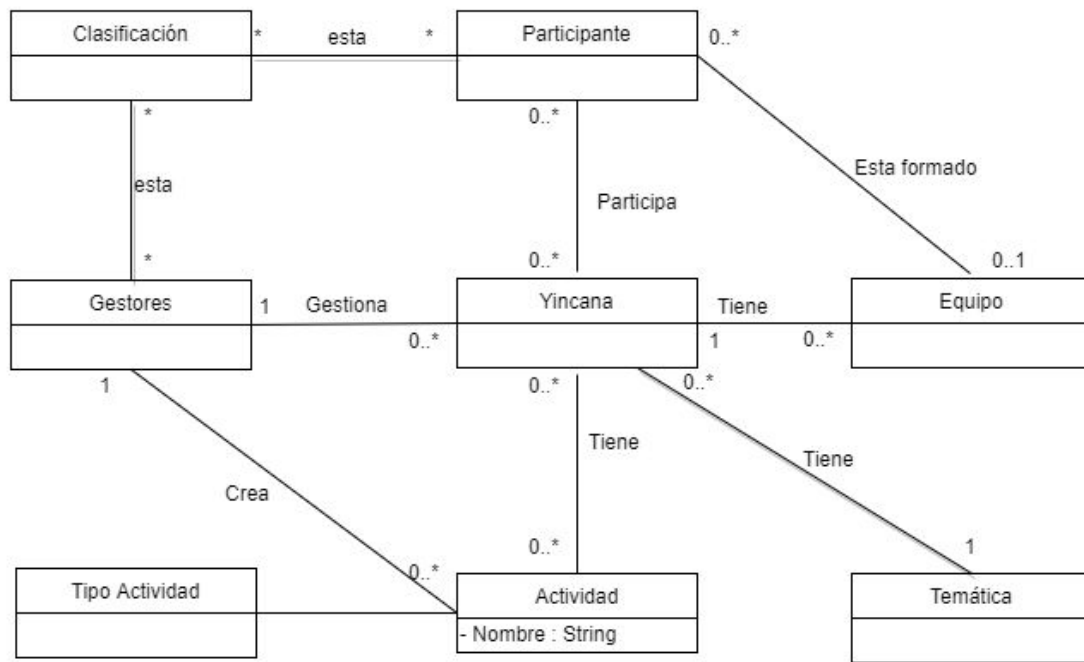 Clasificación
*
esta
*
Participante
0..*
*
0..*
esta
Participa
Esta formado
*
0..*
0..1
Gestores
1
Gestiona
0..*
Yincana
Tiene
1
0..*
Equipo
1
0..*
0..*
Tiene
Tiene
Crea
0..*
0..*
1
Tipo Actividad
Actividad
- Nombre : String
Temática